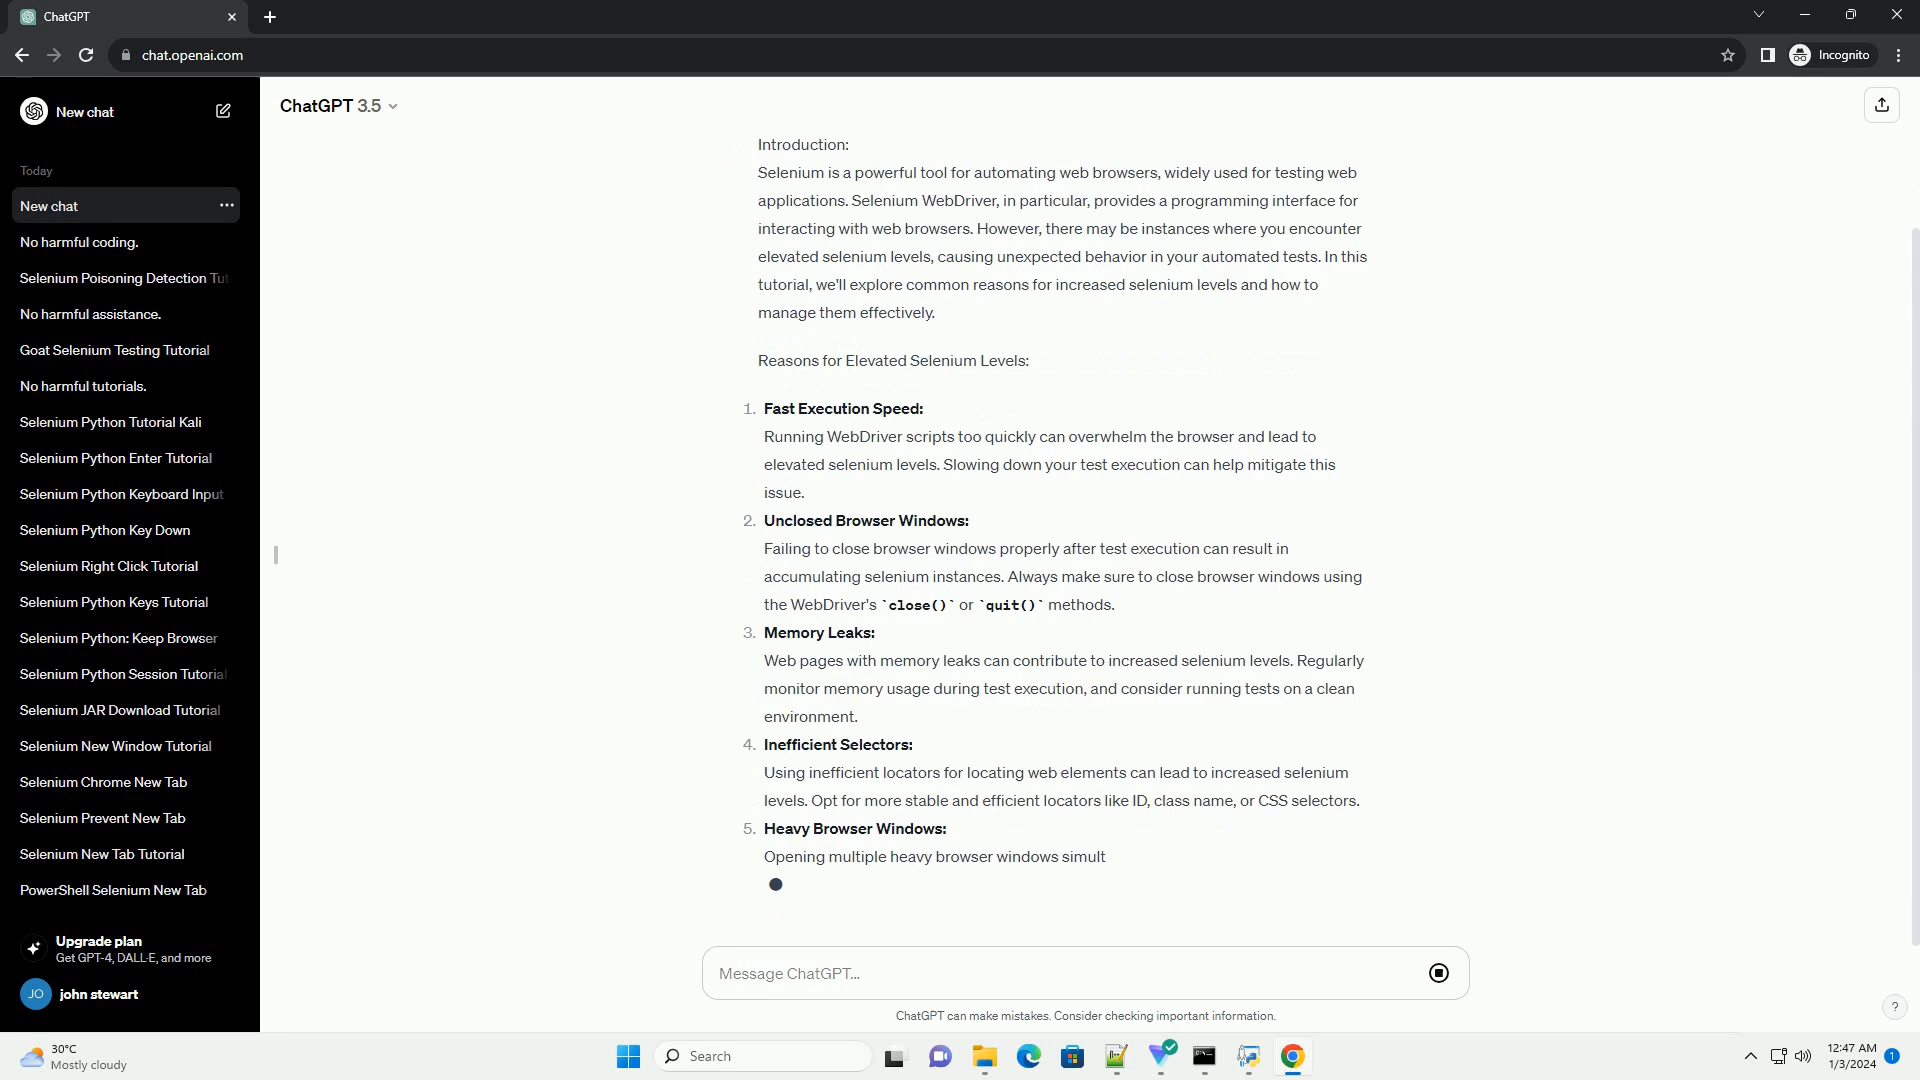 ChatGPT
chat.openai.com
Incognito
New chat
Today
New chat
No harmful coding.
Selenium Poisoning Detection Tut
No harmful assistance.
Goat Selenium Testing Tutorial
No harmful tutorials.
Selenium Python Tutorial Kali
Selenium Python Enter Tutorial
Selenium Python Keyboard Input
Selenium Python Key Down
Selenium Right Click Tutorial
Selenium Python Keys Tutorial
Selenium Python: Keep Browser
Selenium Python Session Tutorial
Selenium JAR Download Tutorial
Selenium New Window Tutorial
Selenium Chrome New Tab
Selenium Prevent New Tab
Selenium New Tab Tutorial
PowerShell Selenium New Tab
Upgrade plan
Get GPT-4, DALL·E, and more
JO john stewart
ChatGPT 3.5
Introduction:
Selenium is a powerful tool for automating web browsers, widely used for testing web
applications. Selenium WebDriver, in particular, provides a programming interface for
interacting with web browsers. However, there may be instances where you encounter
elevated selenium levels, causing unexpected behavior in your automated tests. In this
tutorial, we'll explore common reasons for increased selenium levels and how to
manage them effectively.
Reasons for Elevated Selenium Levels:
1. Fast Execution Speed:
Running WebDriver scripts too quickly can overwhelm the browser and lead to
elevated selenium levels. Slowing down your test execution can help mitigate this
issue.
2. Unclosed Browser Windows:
Failing to close browser windows properly after test execution can result in
accumulating selenium instances. Always make sure to close browser windows using
the WebDriver's `close()` or `quit()` methods.
3. Memory Leaks:
Web pages with memory leaks can contribute to increased selenium levels. Regularly
monitor memory usage during test execution, and consider running tests on a clean
environment.
4. Inefficient Selectors:
Using inefficient locators for locating web elements can lead to increased selenium
levels. Opt for more stable and efficient locators like ID, class name, or CSS selectors.
5. Heavy Browser Windows:
Opening multiple heavy browser windows simult
Message ChatGPT...
ChatGPT can make mistakes. Consider checking important information.
?
30°C
Mostly cloudy
Search
12:47 AM
1/3/2024
1